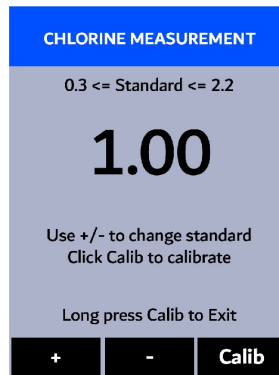 CHLORINE MEASUREMENT
0.3 <= Standard <= 2.2
1.00
Use +/- to change standard
Click Calib to calibrate
Long press Calib to Exit
+ - Calib